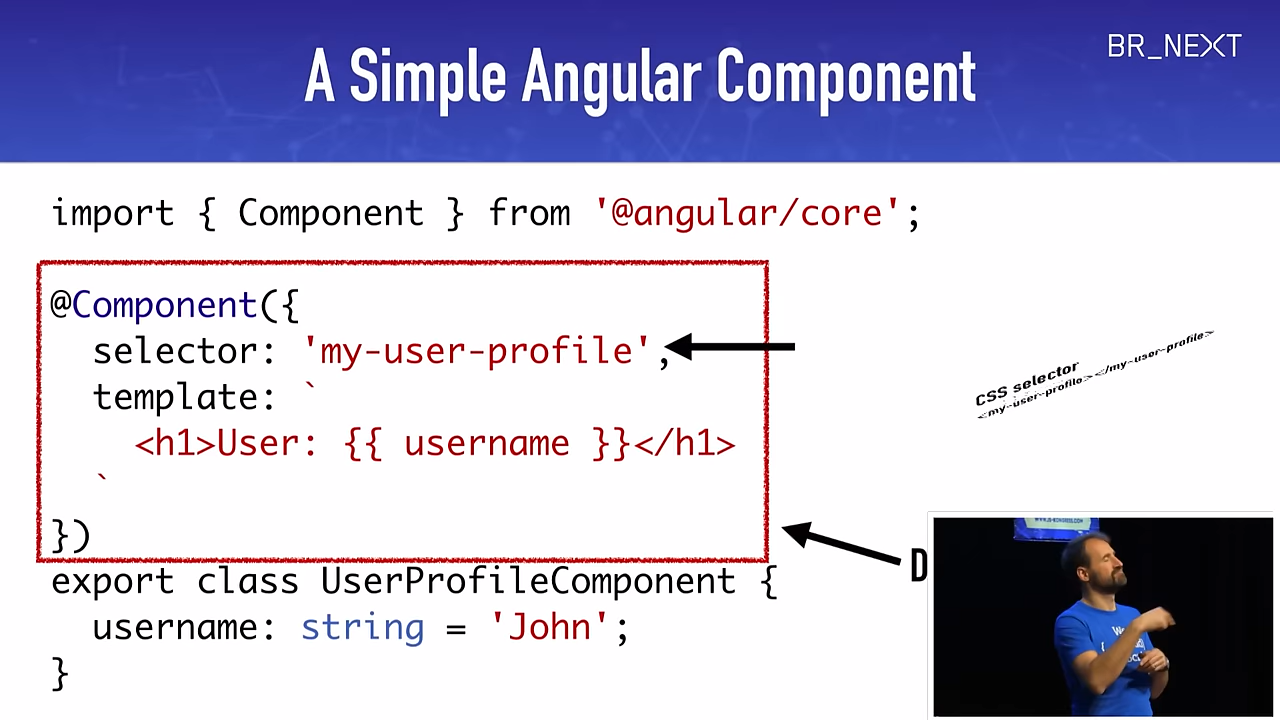 A Simple Angular Component
BR_NEXT
import { Component } from '@angular/core';
@Component({
selector: 'my-user-profile',
template: `
<h1>User: {{ username }}</h1>
`
})
export class UserProfileComponent {
username: string = 'John';
}
CSS selector
<my-user-profile></my-user-profile>
D